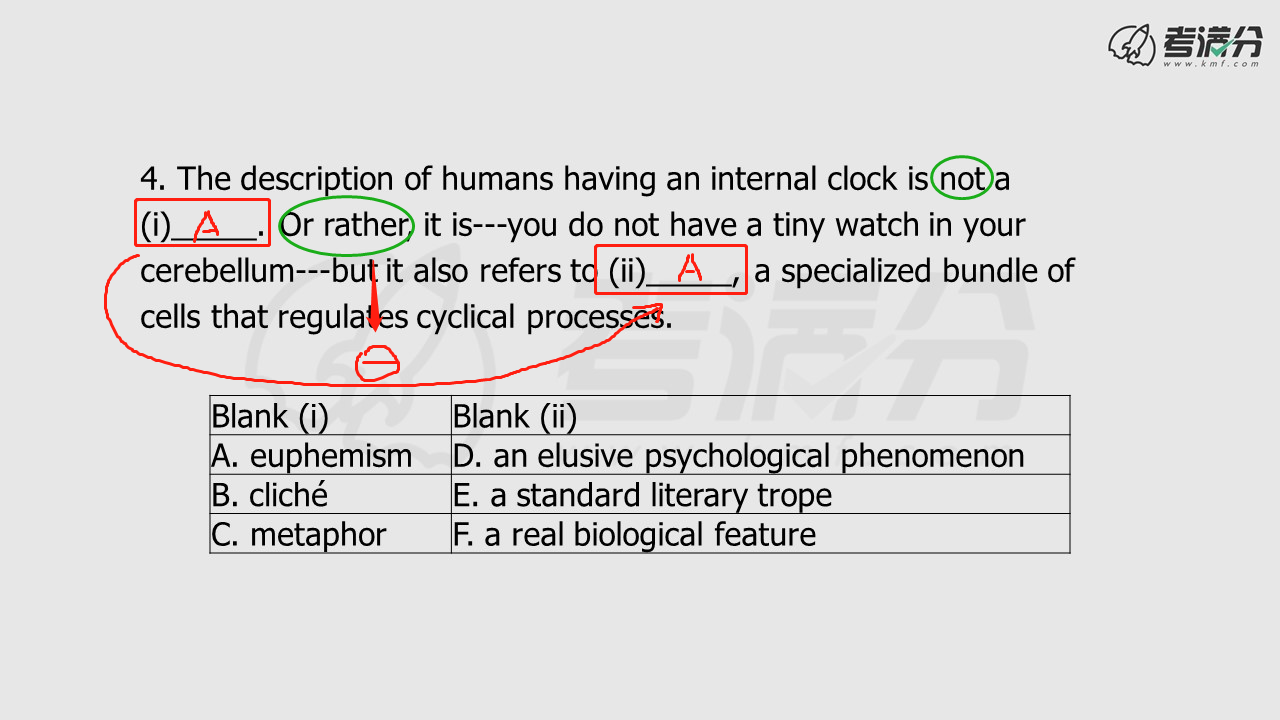 考满分
www.kmf.com
4. The description of humans having an internal clock is not a
(i)_____. Or rather, it is---you do not have a tiny watch in your
A
cerebellum---but it also refers to (ii)_____, a specialized bundle of
A
cells that regulates cyclical processes.
Blank (i) Blank (ii)
A. euphemism D. an elusive psychological phenomenon
B. cliché E. a standard literary trope
C. metaphor F. a real biological feature